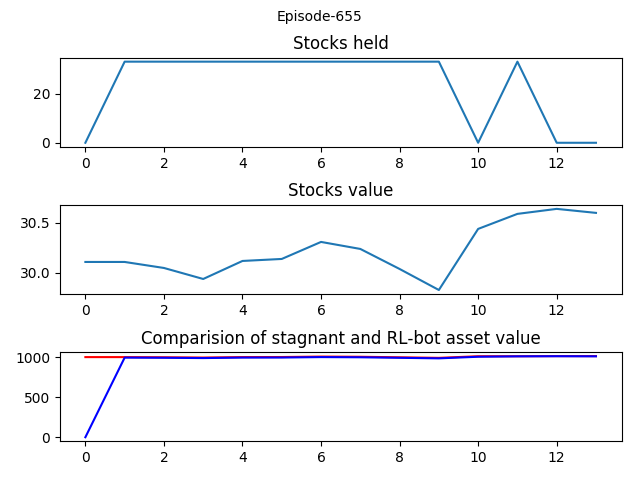 Episode-655
Stocks held
20
0
0 2 4 6 8 10 12
Stocks value
30.5
30.0
0 2 4 6 8 10 12
Comparision of stagnant and RL-bot asset value
1000
500
0
0 2 4 6 8 10 12